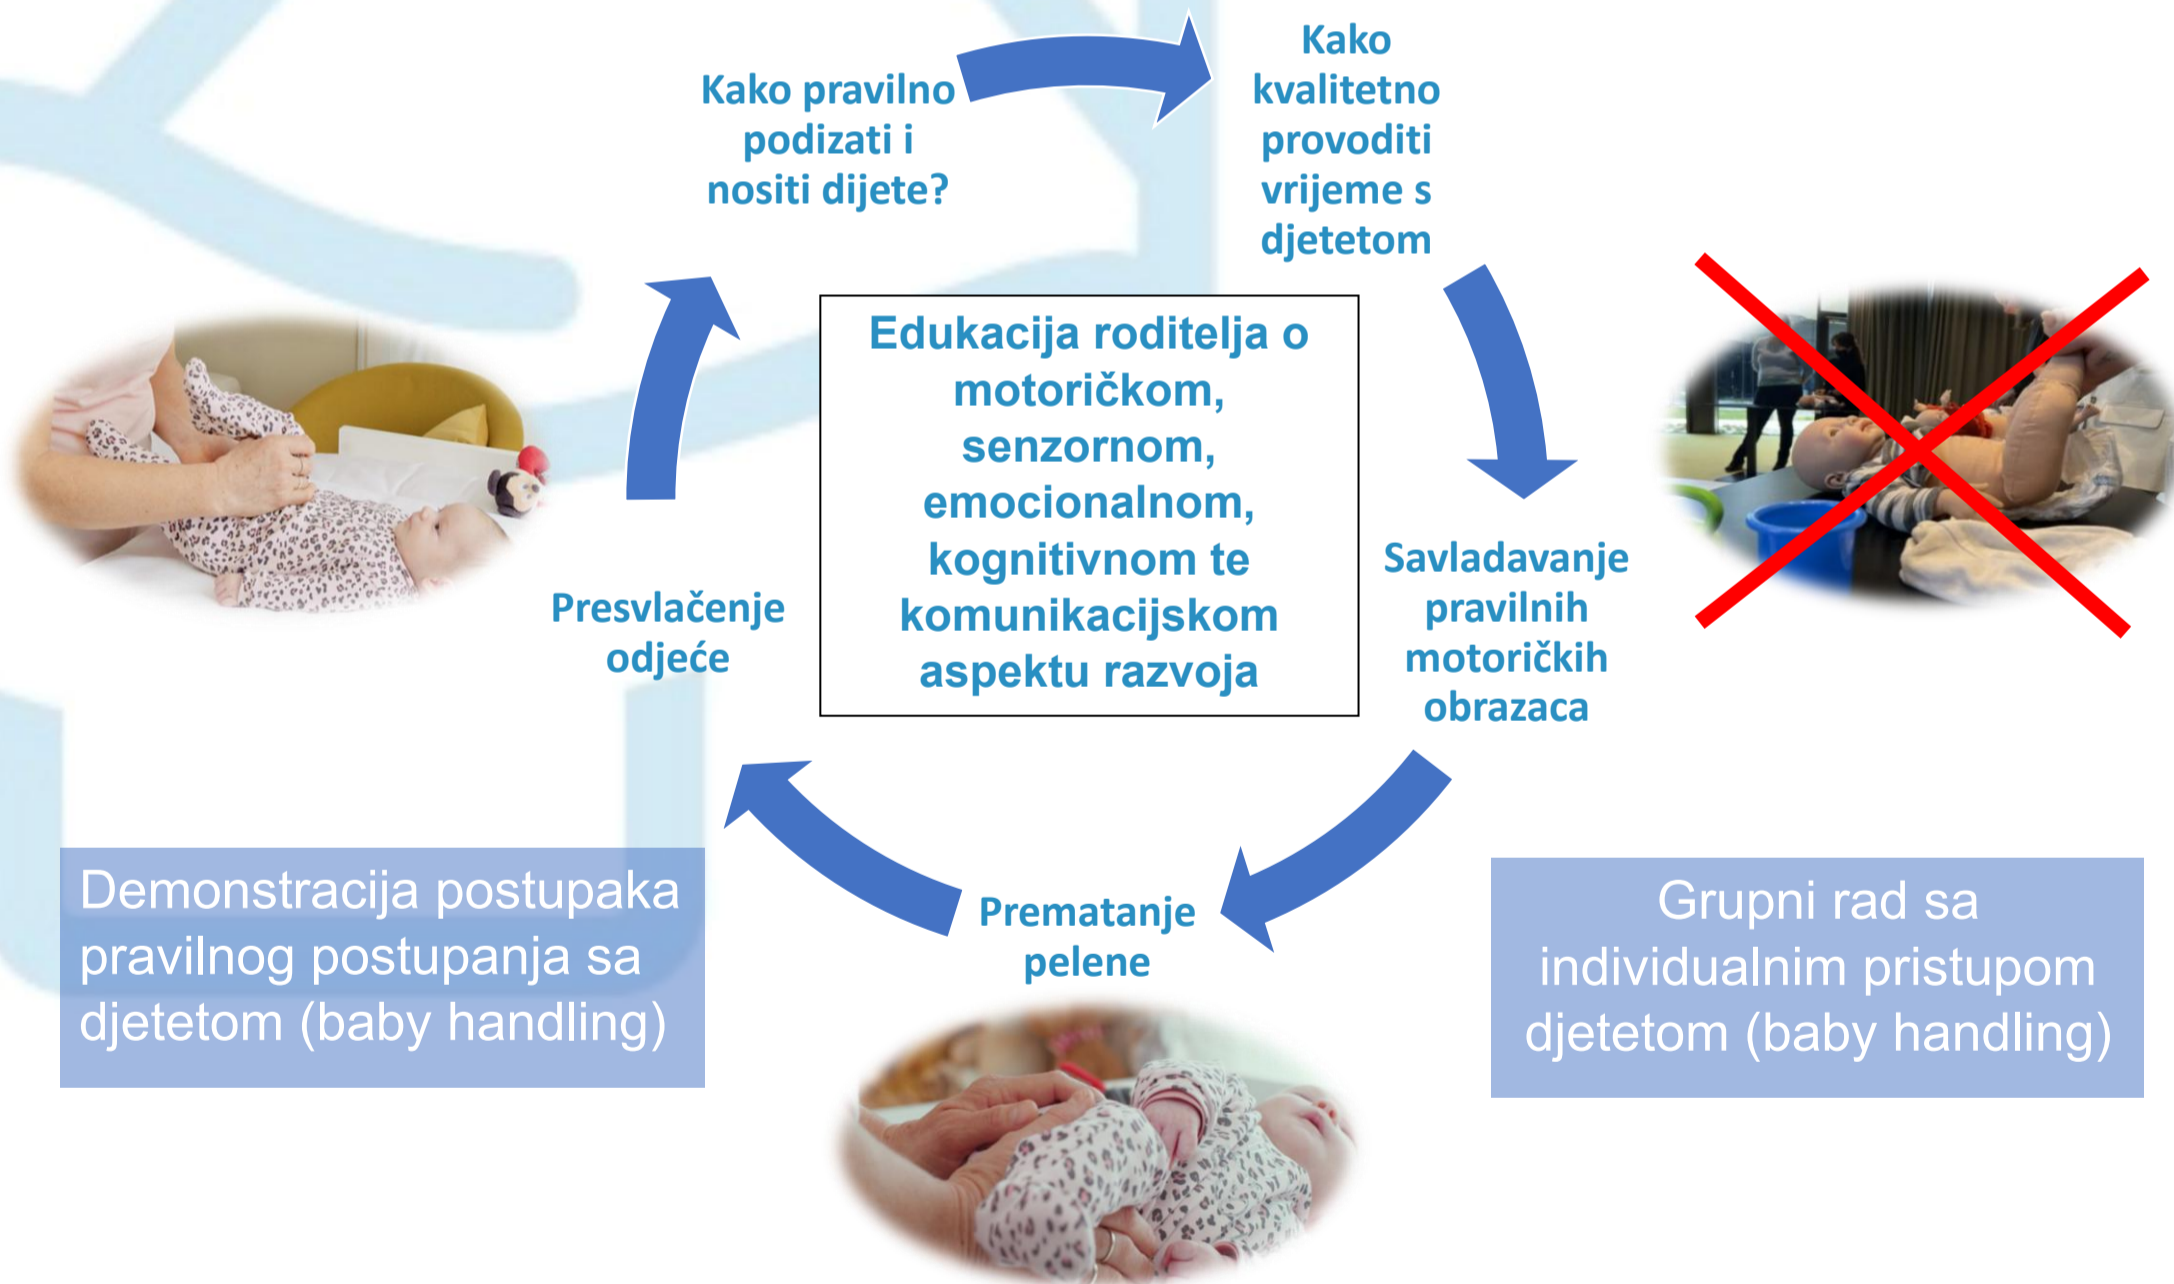 Kako pravilno
podizati i
nositi dijete?
Kako
kvalitetno
provoditi
vrijeme s
djetetom
Edukacija roditelja o
motoričkom,
senzornom,
emocionalnom,
kognitivnom te
komunikacijskom
aspektu razvoja
Savladavanje
pravilnih
motoričkih
obrazaca
Presvlačenje
odjeće
Prematanje
pelene
Demonstracija postupaka
pravilnog postupanja sa
djetetom (baby handling)
Grupni rad sa
individualnim pristupom
djetetom (baby handling)